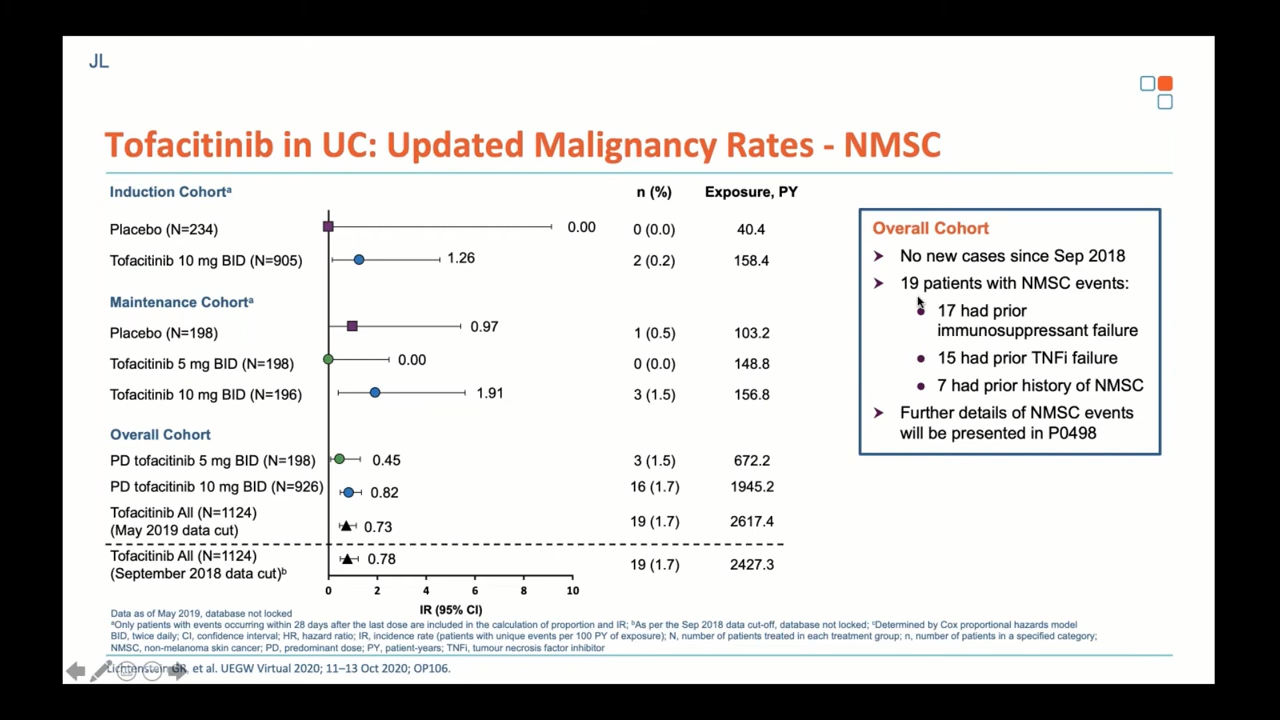 JL
Tofacitinib in UC: Updated Malignancy Rates - NMSC
Induction Cohortᵃ n (%) Exposure, PY
Placebo (N=234) 0.00 0 (0.0) 40.4
Tofacitinib 10 mg BID (N=905) 1.26 2 (0.2) 158.4
Maintenance Cohortᵃ
Placebo (N=198) 0.97 1 (0.5) 103.2
Tofacitinib 5 mg BID (N=198) 0.00 0 (0.0) 148.8
Tofacitinib 10 mg BID (N=196) 1.91 3 (1.5) 156.8
Overall Cohort
PD tofacitinib 5 mg BID (N=198) 0.45 3 (1.5) 672.2
PD tofacitinib 10 mg BID (N=926) 0.82 16 (1.7) 1945.2
Tofacitinib All (N=1124)
(May 2019 data cut) 0.73 19 (1.7) 2617.4
Tofacitinib All (N=1124)
(September 2018 data cut)ᵇ 0.78 19 (1.7) 2427.3
0 2 4 6 8 10
IR (95% CI)
Overall Cohort
No new cases since Sep 2018
19 patients with NMSC events:
17 had prior
immunosuppressant failure
15 had prior TNFi failure
7 had prior history of NMSC
Further details of NMSC events
will be presented in P0498
Data as of May 2019, database not locked
ᵃOnly patients with events occurring within 28 days after the last dose are included in the calculation of proportion and IR; ᵇAs per the Sep 2018 data cut-off, database not locked; ᶜDetermined by Cox proportional hazards model
BID, twice daily; CI, confidence interval; HR, hazard ratio; IR, incidence rate (patients with unique events per 100 PY of exposure); N, number of patients treated in each treatment group; n, number of patients in a specified category;
NMSC, non-melanoma skin cancer; PD, predominant dose; PY, patient-years; TNFi, tumour necrosis factor inhibitor
Lichtenstein GR, et al. UEGW Virtual 2020; 11–13 Oct 2020; OP106.